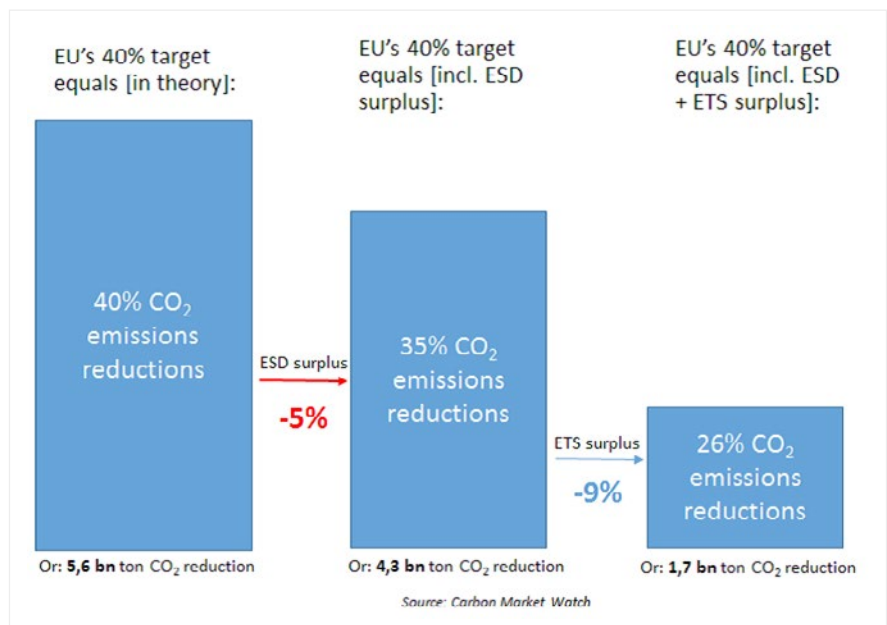 EU's 40% target
equals [in theory]:
EU's 40% target
equals [incl. ESD
surplus]:
EU's 40% target
equals [incl. ESD
+ ETS surplus]:
40% CO₂
emissions
reductions
ESD surplus
-5%
35% CO₂
emissions
reductions
ETS surplus
-9%
26% CO₂
emissions
reductions
Or: 5,6 bn ton CO₂ reduction
Or: 4,3 bn ton CO₂ reduction
Or: 1,7 bn ton CO₂ reduction
Source: Carbon Market Watch